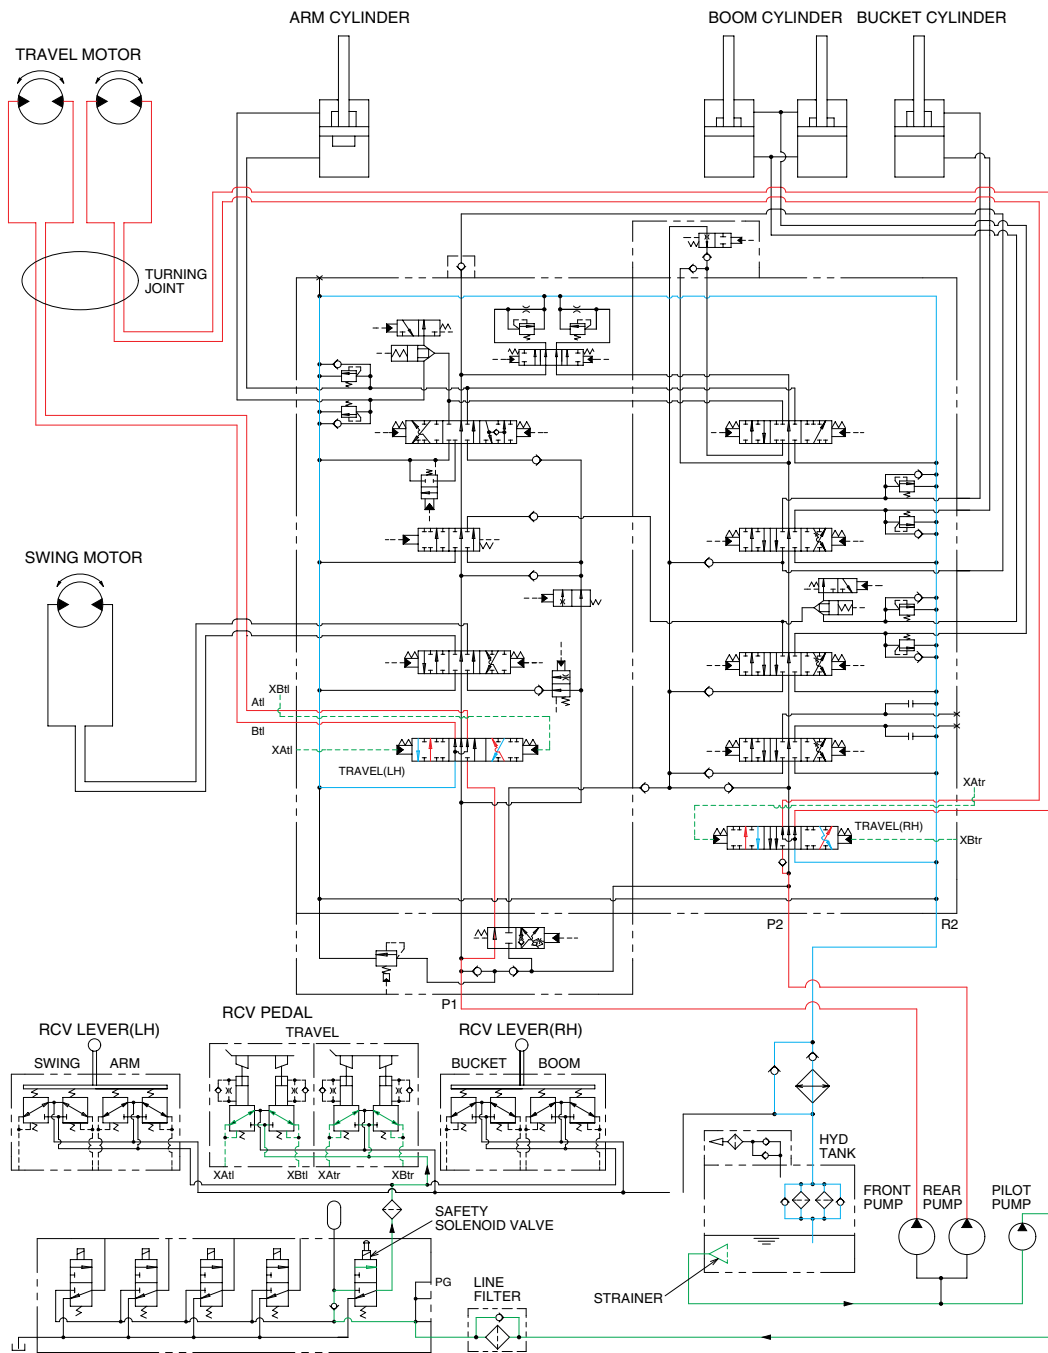 ARM CYLINDER
BOOM CYLINDER
BUCKET CYLINDER
TRAVEL MOTOR
TURNING
JOINT
SWING MOTOR
XBtl
Atl
Btl
XAtl
TRAVEL(LH)
XAtr
TRAVEL(RH)
XBtr
P2
R2
P1
RCV LEVER(LH)
SWING
ARM
RCV PEDAL
TRAVEL
RCV LEVER(RH)
BUCKET
BOOM
XAtl
XBtl
XAtr
XBtr
HYD
TANK
FRONT
PUMP
REAR
PUMP
PILOT
PUMP
SAFETY
SOLENOID VALVE
PG
LINE
FILTER
STRAINER